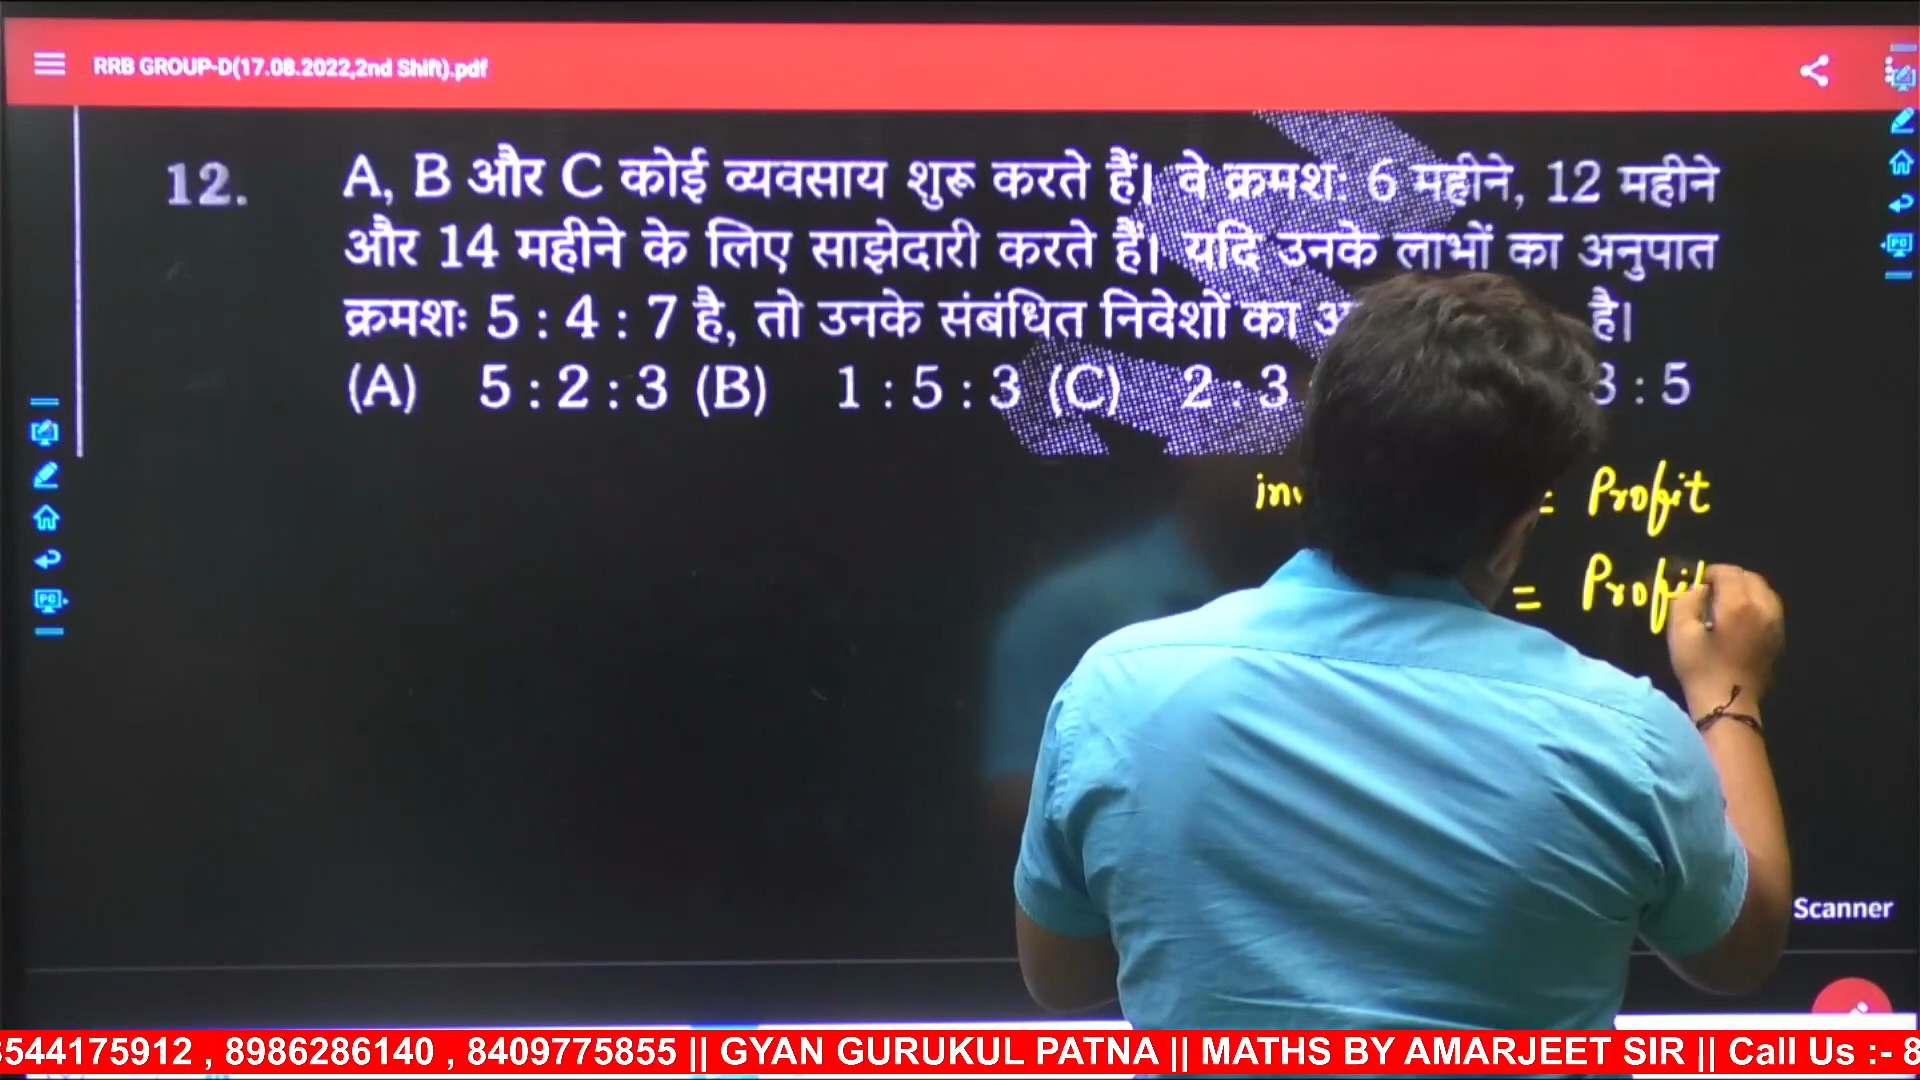 RRB GROUP-D(17.08.2022,2nd Shift).pdf
12. A, B और C कोई व्यवसाय शुरू करते हैं। वे क्रमशः 6 महीने, 12 महीने
और 14 महीने के लिए साझेदारी करते हैं। यदि उनके लाभों का अनुपात
क्रमशः 5 : 4 : 7 है, तो उनके संबंधित निवेशों का है।
(A) 5 : 2 : 3 (B) 1 : 5 : 3 (C) 2 : 3 3 : 5
= Profit
= Profit
Scanner
544175912 , 8986286140 , 8409775855 || GYAN GURUKUL PATNA || MATHS BY AMARJEET SIR || Call Us :- 8